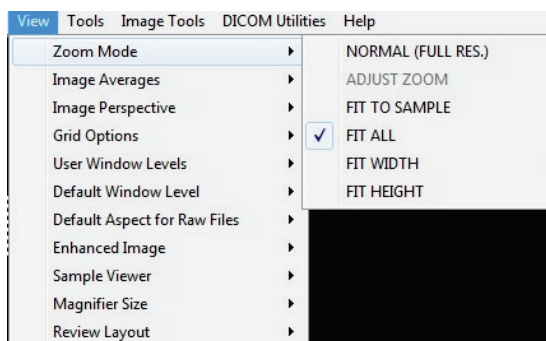 View Tools Image Tools DICOM Utilities Help
Zoom Mode
Image Averages
Image Perspective
Grid Options
User Window Levels
Default Window Level
Default Aspect for Raw Files
Enhanced Image
Sample Viewer
Magnifier Size
Review Layout
NORMAL (FULL RES.)
ADJUST ZOOM
FIT TO SAMPLE
FIT ALL
FIT WIDTH
FIT HEIGHT